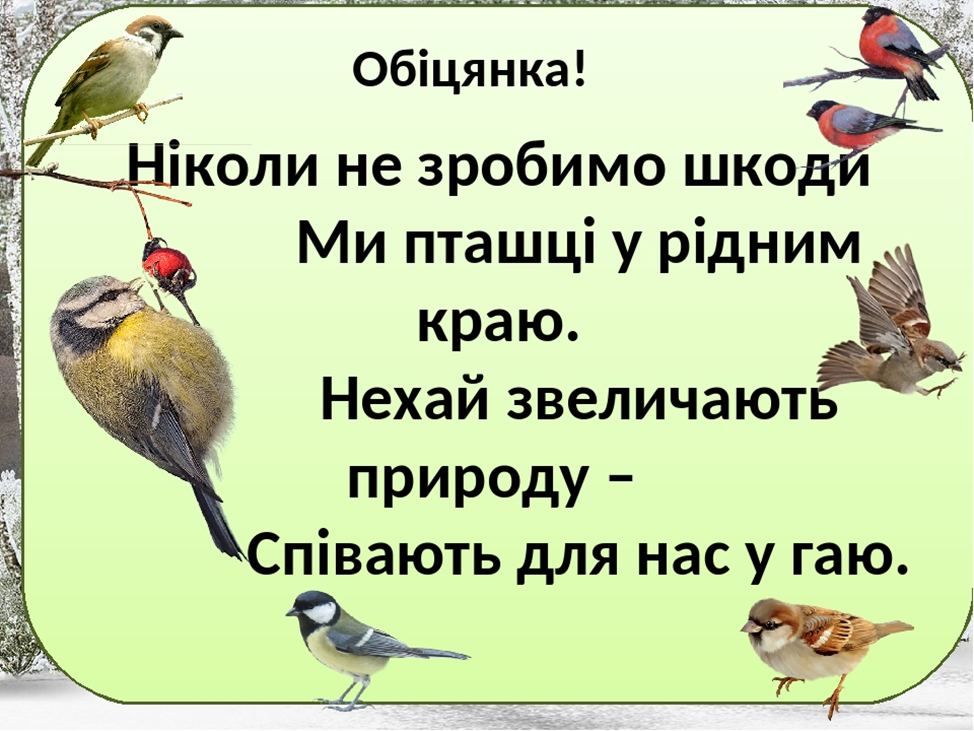 Обіцянка!
Ніколи не зробимо шкоди
Ми пташці у рідним
краю.
Нехай звеличають
природу –
Співають для нас у гаю.